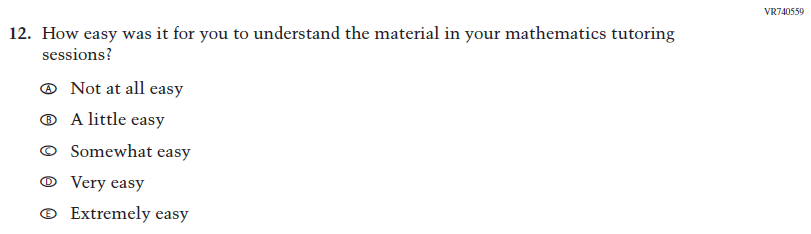 VR740559
12. How easy was it for you to understand the material in your mathematics tutoring
sessions?
A Not at all easy
B A little easy
C Somewhat easy
D Very easy
E Extremely easy